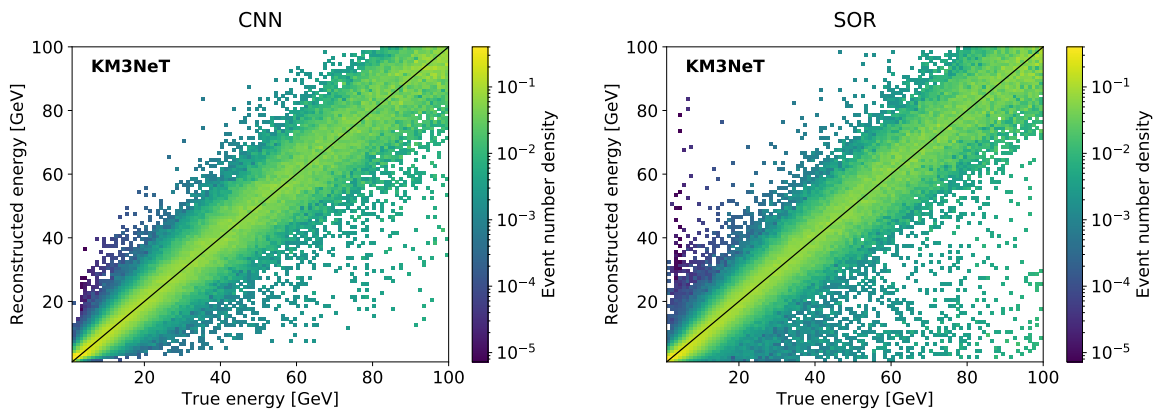 CNN
KM3NeT
Reconstructed energy [GeV]
100
80
60
40
20
20 40 60 80 100
True energy [GeV]
10⁻¹
10⁻²
10⁻³
10⁻⁴
10⁻⁵
Event number density
SOR
KM3NeT
Reconstructed energy [GeV]
100
80
60
40
20
20 40 60 80 100
True energy [GeV]
10⁻¹
10⁻²
10⁻³
10⁻⁴
10⁻⁵
Event number density